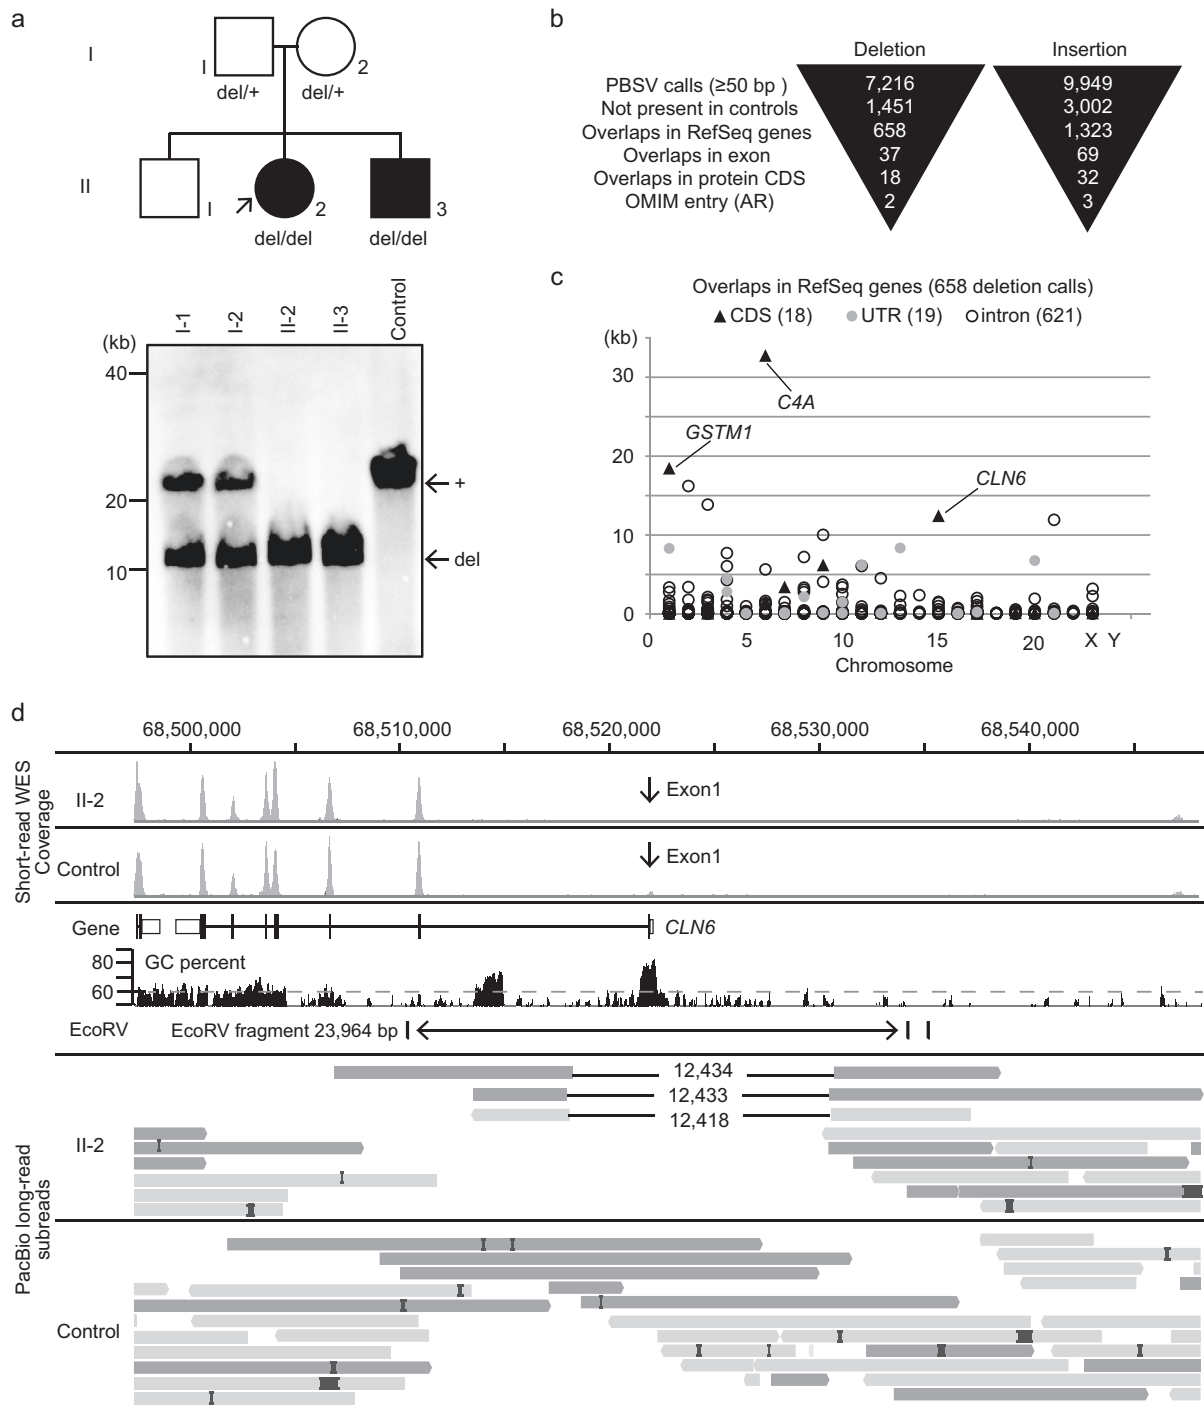 a
I
I
2
del/+
del/+
II
I
2
3
del/del
del/del
I-1
I-2
II-2
II-3
Control
(kb)
40
20
10
+
del
b
Deletion
Insertion
PBSV calls (≥50 bp )
7,216
9,949
Not present in controls
1,451
3,002
Overlaps in RefSeq genes
658
1,323
Overlaps in exon
37
69
Overlaps in protein CDS
18
32
OMIM entry (AR)
2
3
c
Overlaps in RefSeq genes (658 deletion calls)
CDS (18)
UTR (19)
intron (621)
(kb)
30
20
10
0
C4A
GSTM1
CLN6
0
5
10
15
20
X
Y
Chromosome
d
68,500,000
68,510,000
68,520,000
68,530,000
68,540,000
Short-read WES
Coverage
II-2
Exon1
Control
Exon1
Gene
CLN6
80
60
GC percent
EcoRV
EcoRV fragment 23,964 bp
PacBio long-read
subreads
II-2
12,434
12,433
12,418
Control